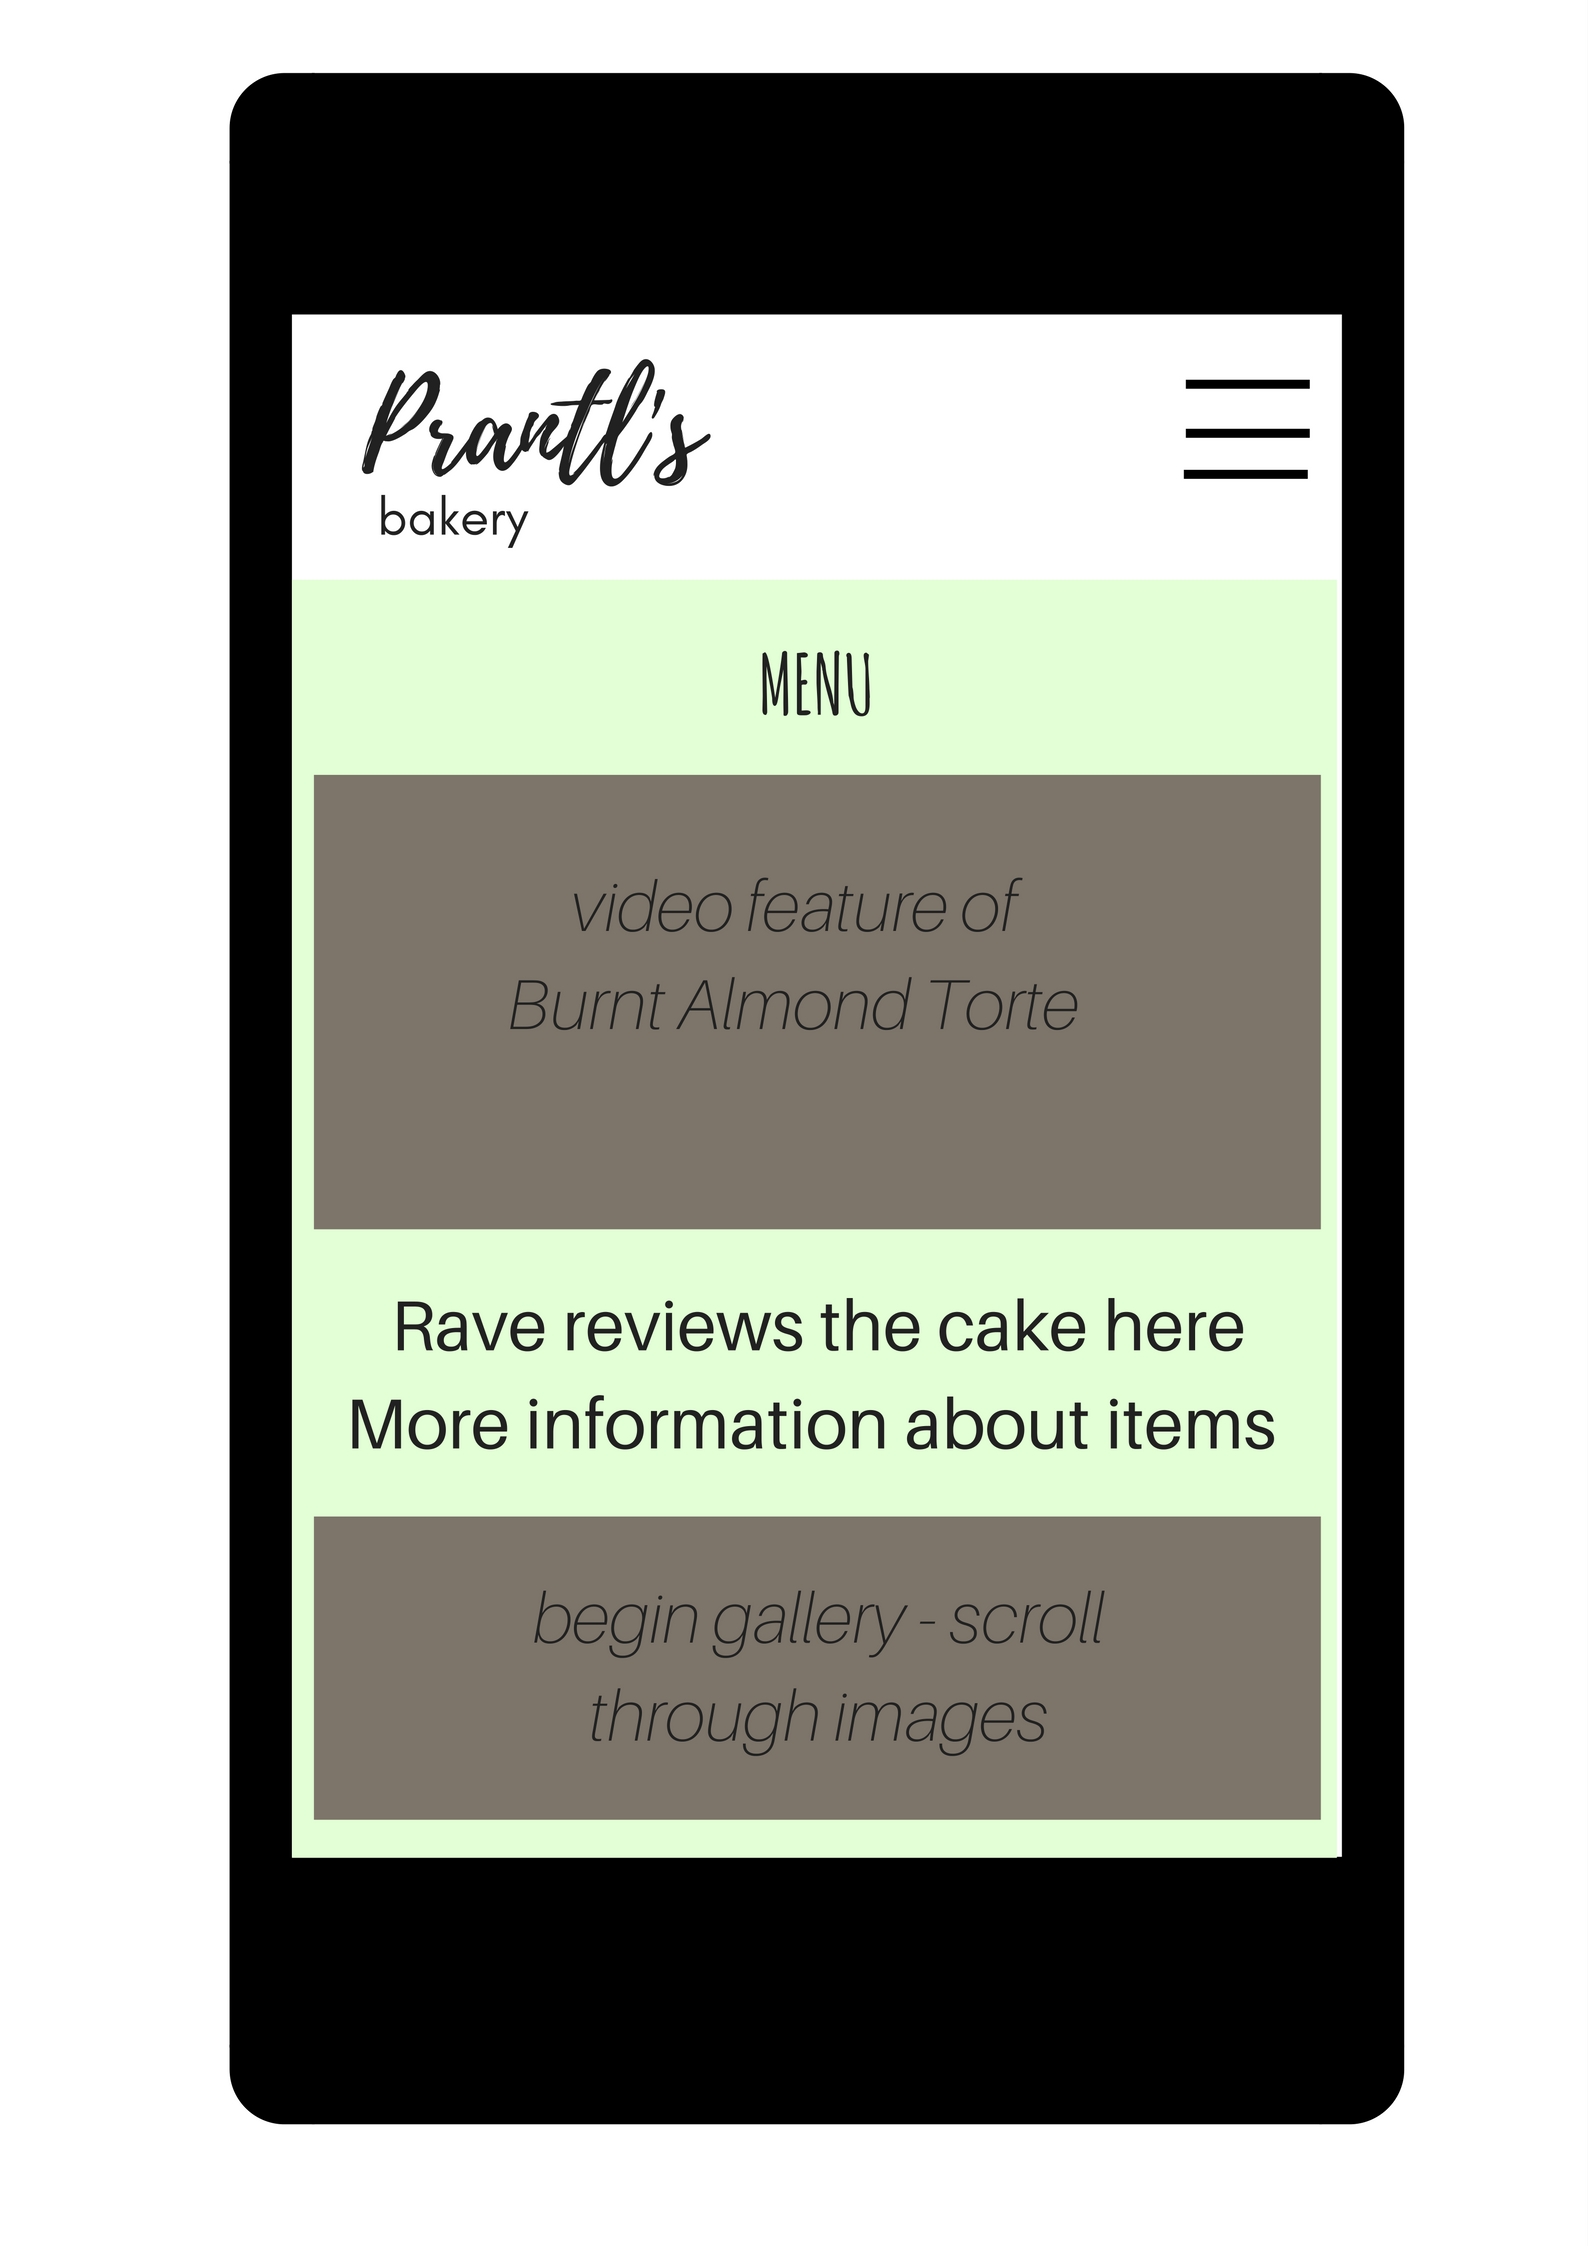 Prantl's
bakery
MENU
video feature of
Burnt Almond Torte
Rave reviews the cake here
More information about items
begin gallery - scroll
through images